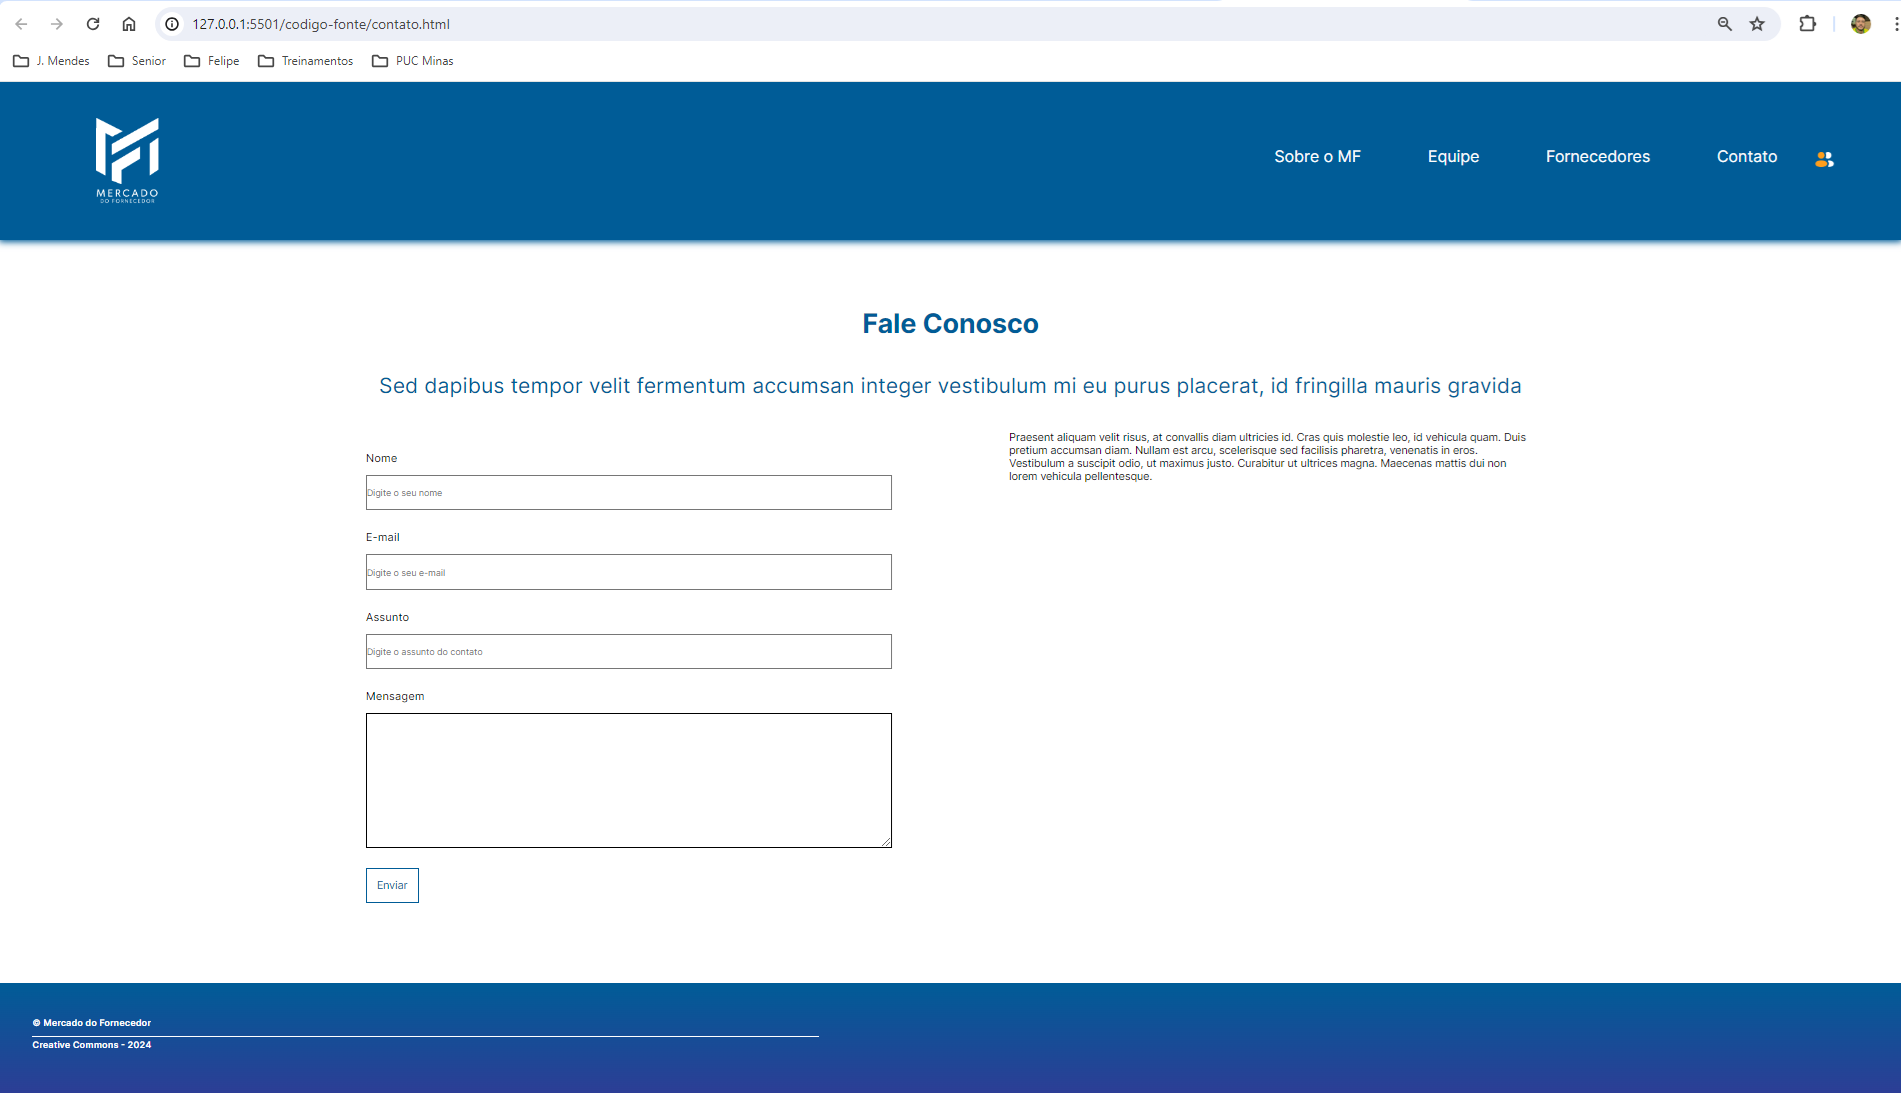 127.0.0.1:5501/codigo-fonte/contato.html
J. Mendes
Senior
Felipe
Treinamentos
PUC Minas
MERCADO
DO FORNECEDOR
Sobre o MF
Equipe
Fornecedores
Contato
Fale Conosco
Sed dapibus tempor velit fermentum accumsan integer vestibulum mi eu purus placerat, id fringilla mauris gravida
Nome
Digite o seu nome
E-mail
Digite o seu e-mail
Assunto
Digite o assunto do contato
Mensagem
Enviar
Praesent aliquam velit risus, at convallis diam ultricies id. Cras quis molestie leo, id vehicula quam. Duis
pretium accumsan diam. Nullam est arcu, scelerisque sed facilisis pharetra, venenatis in eros.
Vestibulum a suscipit odio, ut maximus justo. Curabitur ut ultrices magna. Maecenas mattis dui non
lorem vehicula pellentesque.
© Mercado do Fornecedor
Creative Commons - 2024